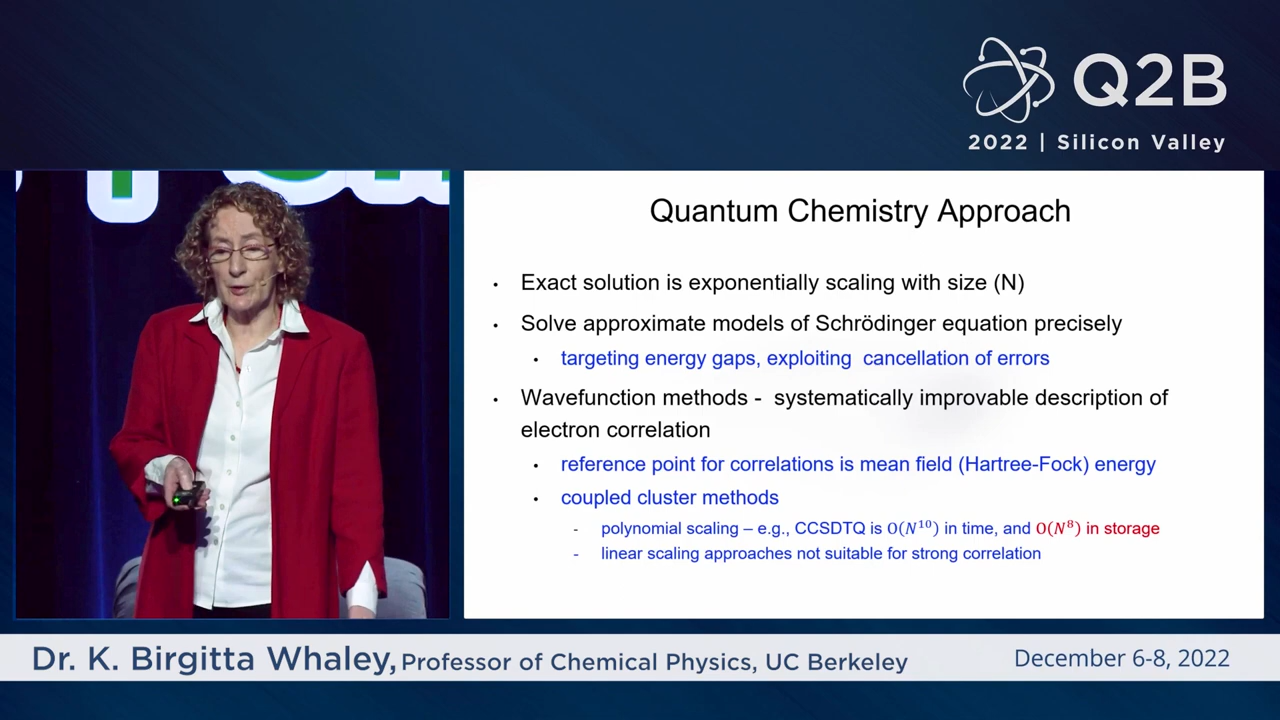 Q2B
2022 | Silicon Valley
Quantum Chemistry Approach
• Exact solution is exponentially scaling with size (N)
• Solve approximate models of Schrödinger equation precisely
• targeting energy gaps, exploiting cancellation of errors
• Wavefunction methods - systematically improvable description of
electron correlation
• reference point for correlations is mean field (Hartree-Fock) energy
• coupled cluster methods
- polynomial scaling – e.g., CCSDTQ is O(N¹⁰) in time, and O(N⁸) in storage
- linear scaling approaches not suitable for strong correlation
Dr. K. Birgitta Whaley, Professor of Chemical Physics, UC Berkeley
December 6-8, 2022